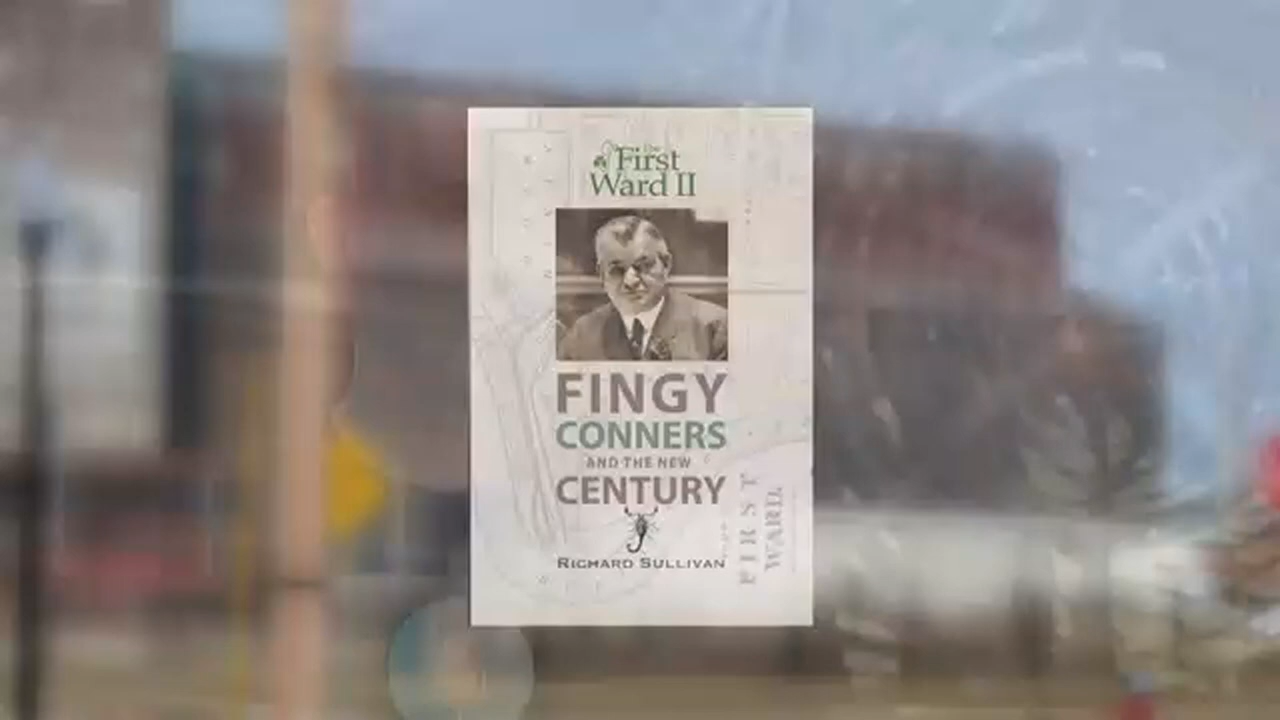 The
First
Ward II
FINGY
CONNERS
AND THE NEW
CENTURY
RICHARD SULLIVAN
FIRST
WARD.